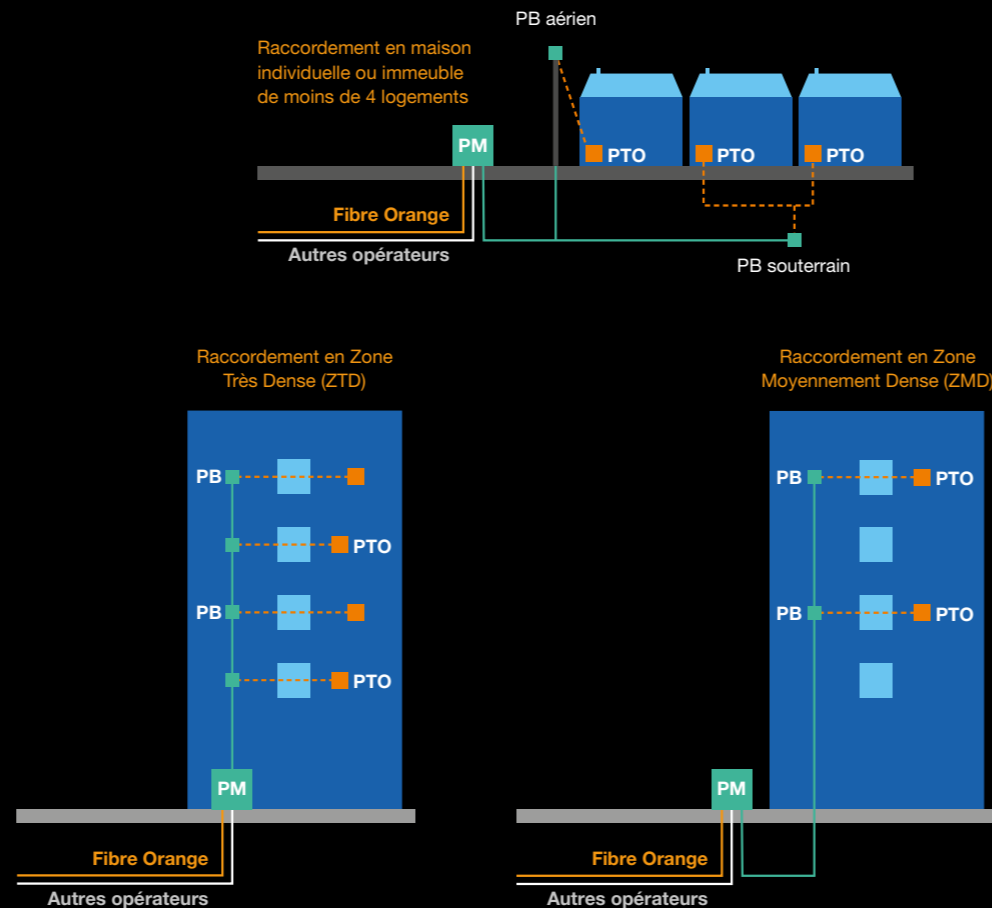 PB aérien
Raccordement en maison
individuelle ou immeuble
de moins de 4 logements
PM
PTO
PTO
PTO
Fibre Orange
Autres opérateurs
PB souterrain
Raccordement en Zone
Très Dense (ZTD)
PB
PTO
PB
PTO
PM
Fibre Orange
Autres opérateurs
Raccordement en Zone
Moyennement Dense (ZMD)
PB
PTO
PB
PTO
PM
Fibre Orange
Autres opérateurs